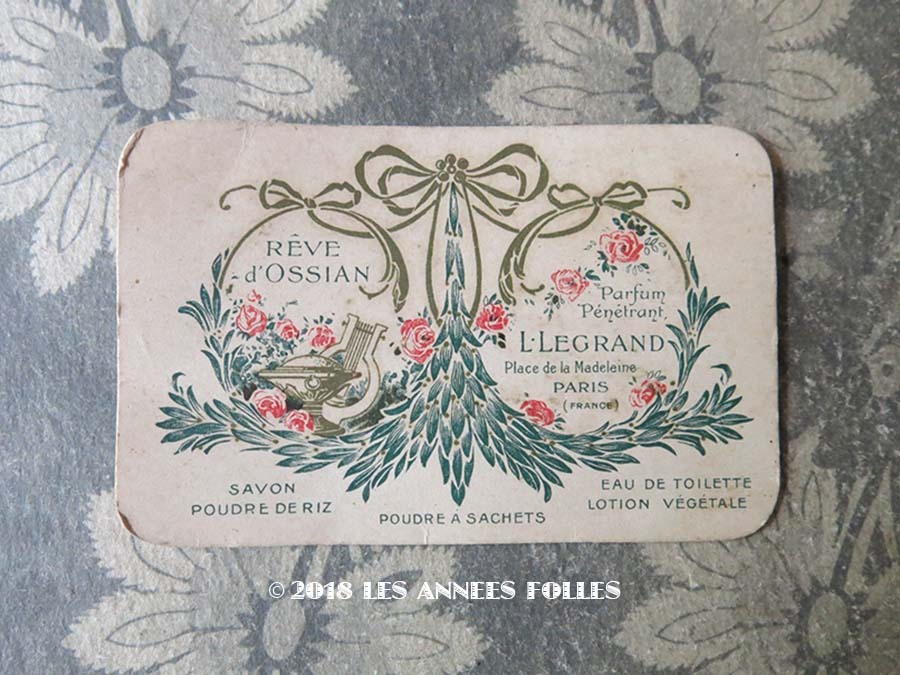 RÊVE
d'OSSIAN
Parfum
Pénétrant
L·LEGRAND
Place de la Madeleine
PARIS
(FRANCE)
SAVON
POUDRE DE RIZ
POUDRE À SACHETS
EAU DE TOILETTE
LOTION VÉGÉTALE
© 2018 LES ANNEES FOLLES